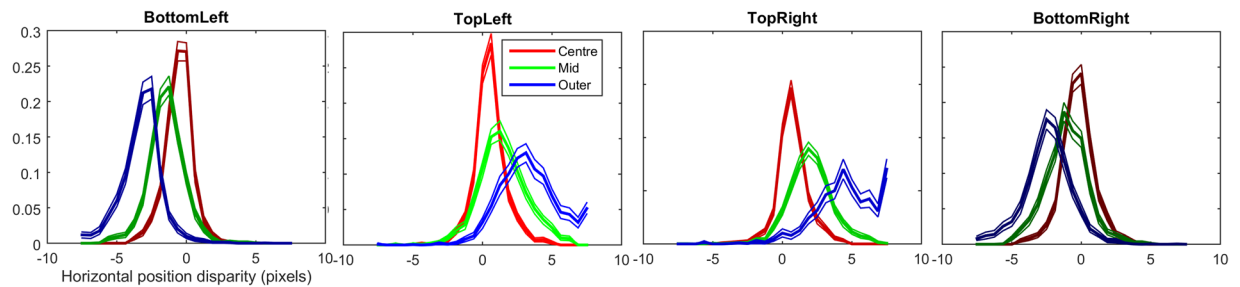 BottomLeft
TopLeft
TopRight
BottomRight
0.3
0.25
0.2
0.15
0.1
0.05
0
Centre
Mid
Outer
-10 -5 0 5 10
-10 -5 0 5 10
-10 -5 0 5 10
-10 -5 0 5 10
Horizontal position disparity (pixels)